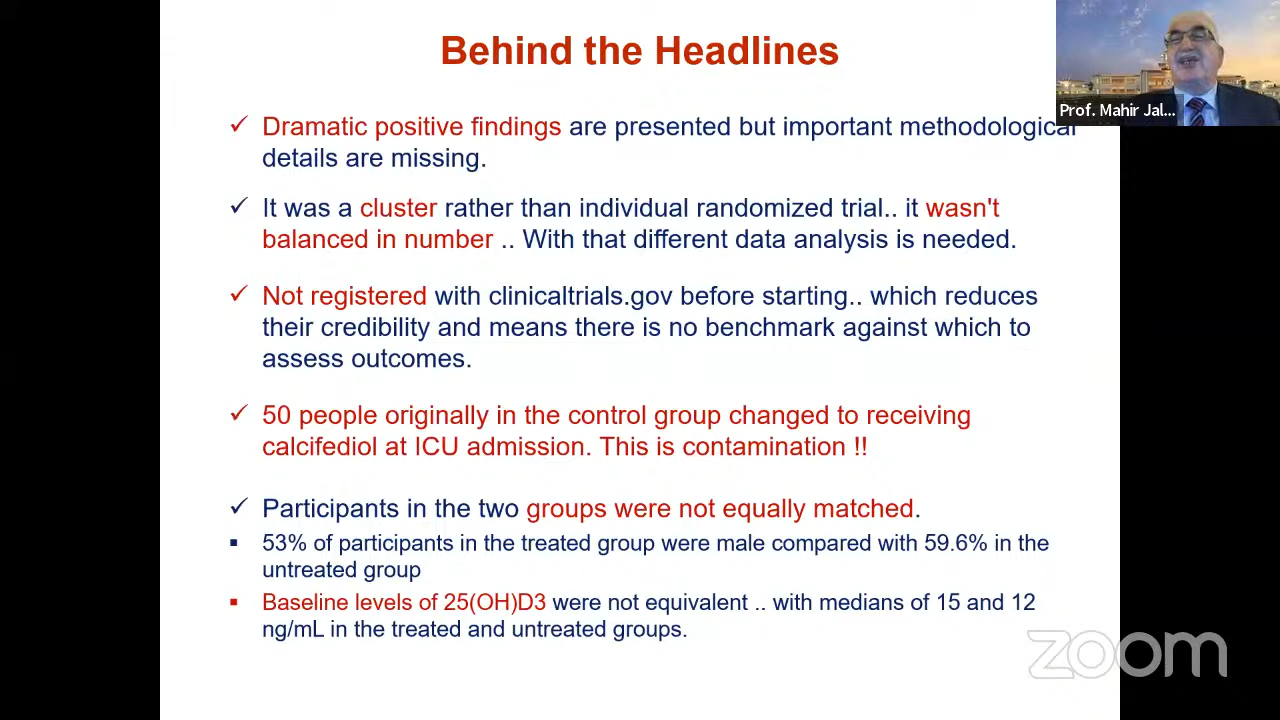 Behind the Headlines
Prof. Mahir Jal...
✓ Dramatic positive findings are presented but important methodological
details are missing.
✓ It was a cluster rather than individual randomized trial.. it wasn't
balanced in number .. With that different data analysis is needed.
✓ Not registered with clinicaltrials.gov before starting.. which reduces
their credibility and means there is no benchmark against which to
assess outcomes.
✓ 50 people originally in the control group changed to receiving
calcifediol at ICU admission. This is contamination !!
✓ Participants in the two groups were not equally matched.
▪ 53% of participants in the treated group were male compared with 59.6% in the
untreated group
▪ Baseline levels of 25(OH)D3 were not equivalent .. with medians of 15 and 12
ng/mL in the treated and untreated groups.
zoom